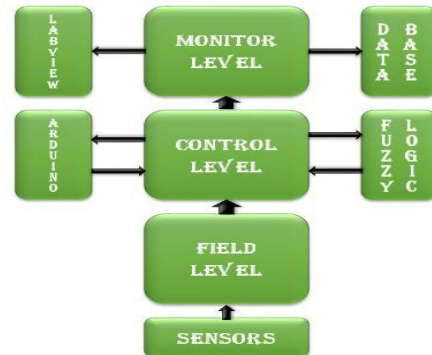 LABVIEW
MONITOR
LEVEL
DATA
BASE
ARDUINO
CONTROL
LEVEL
FUZZY
LOGIC
FIELD
LEVEL
SENSORS